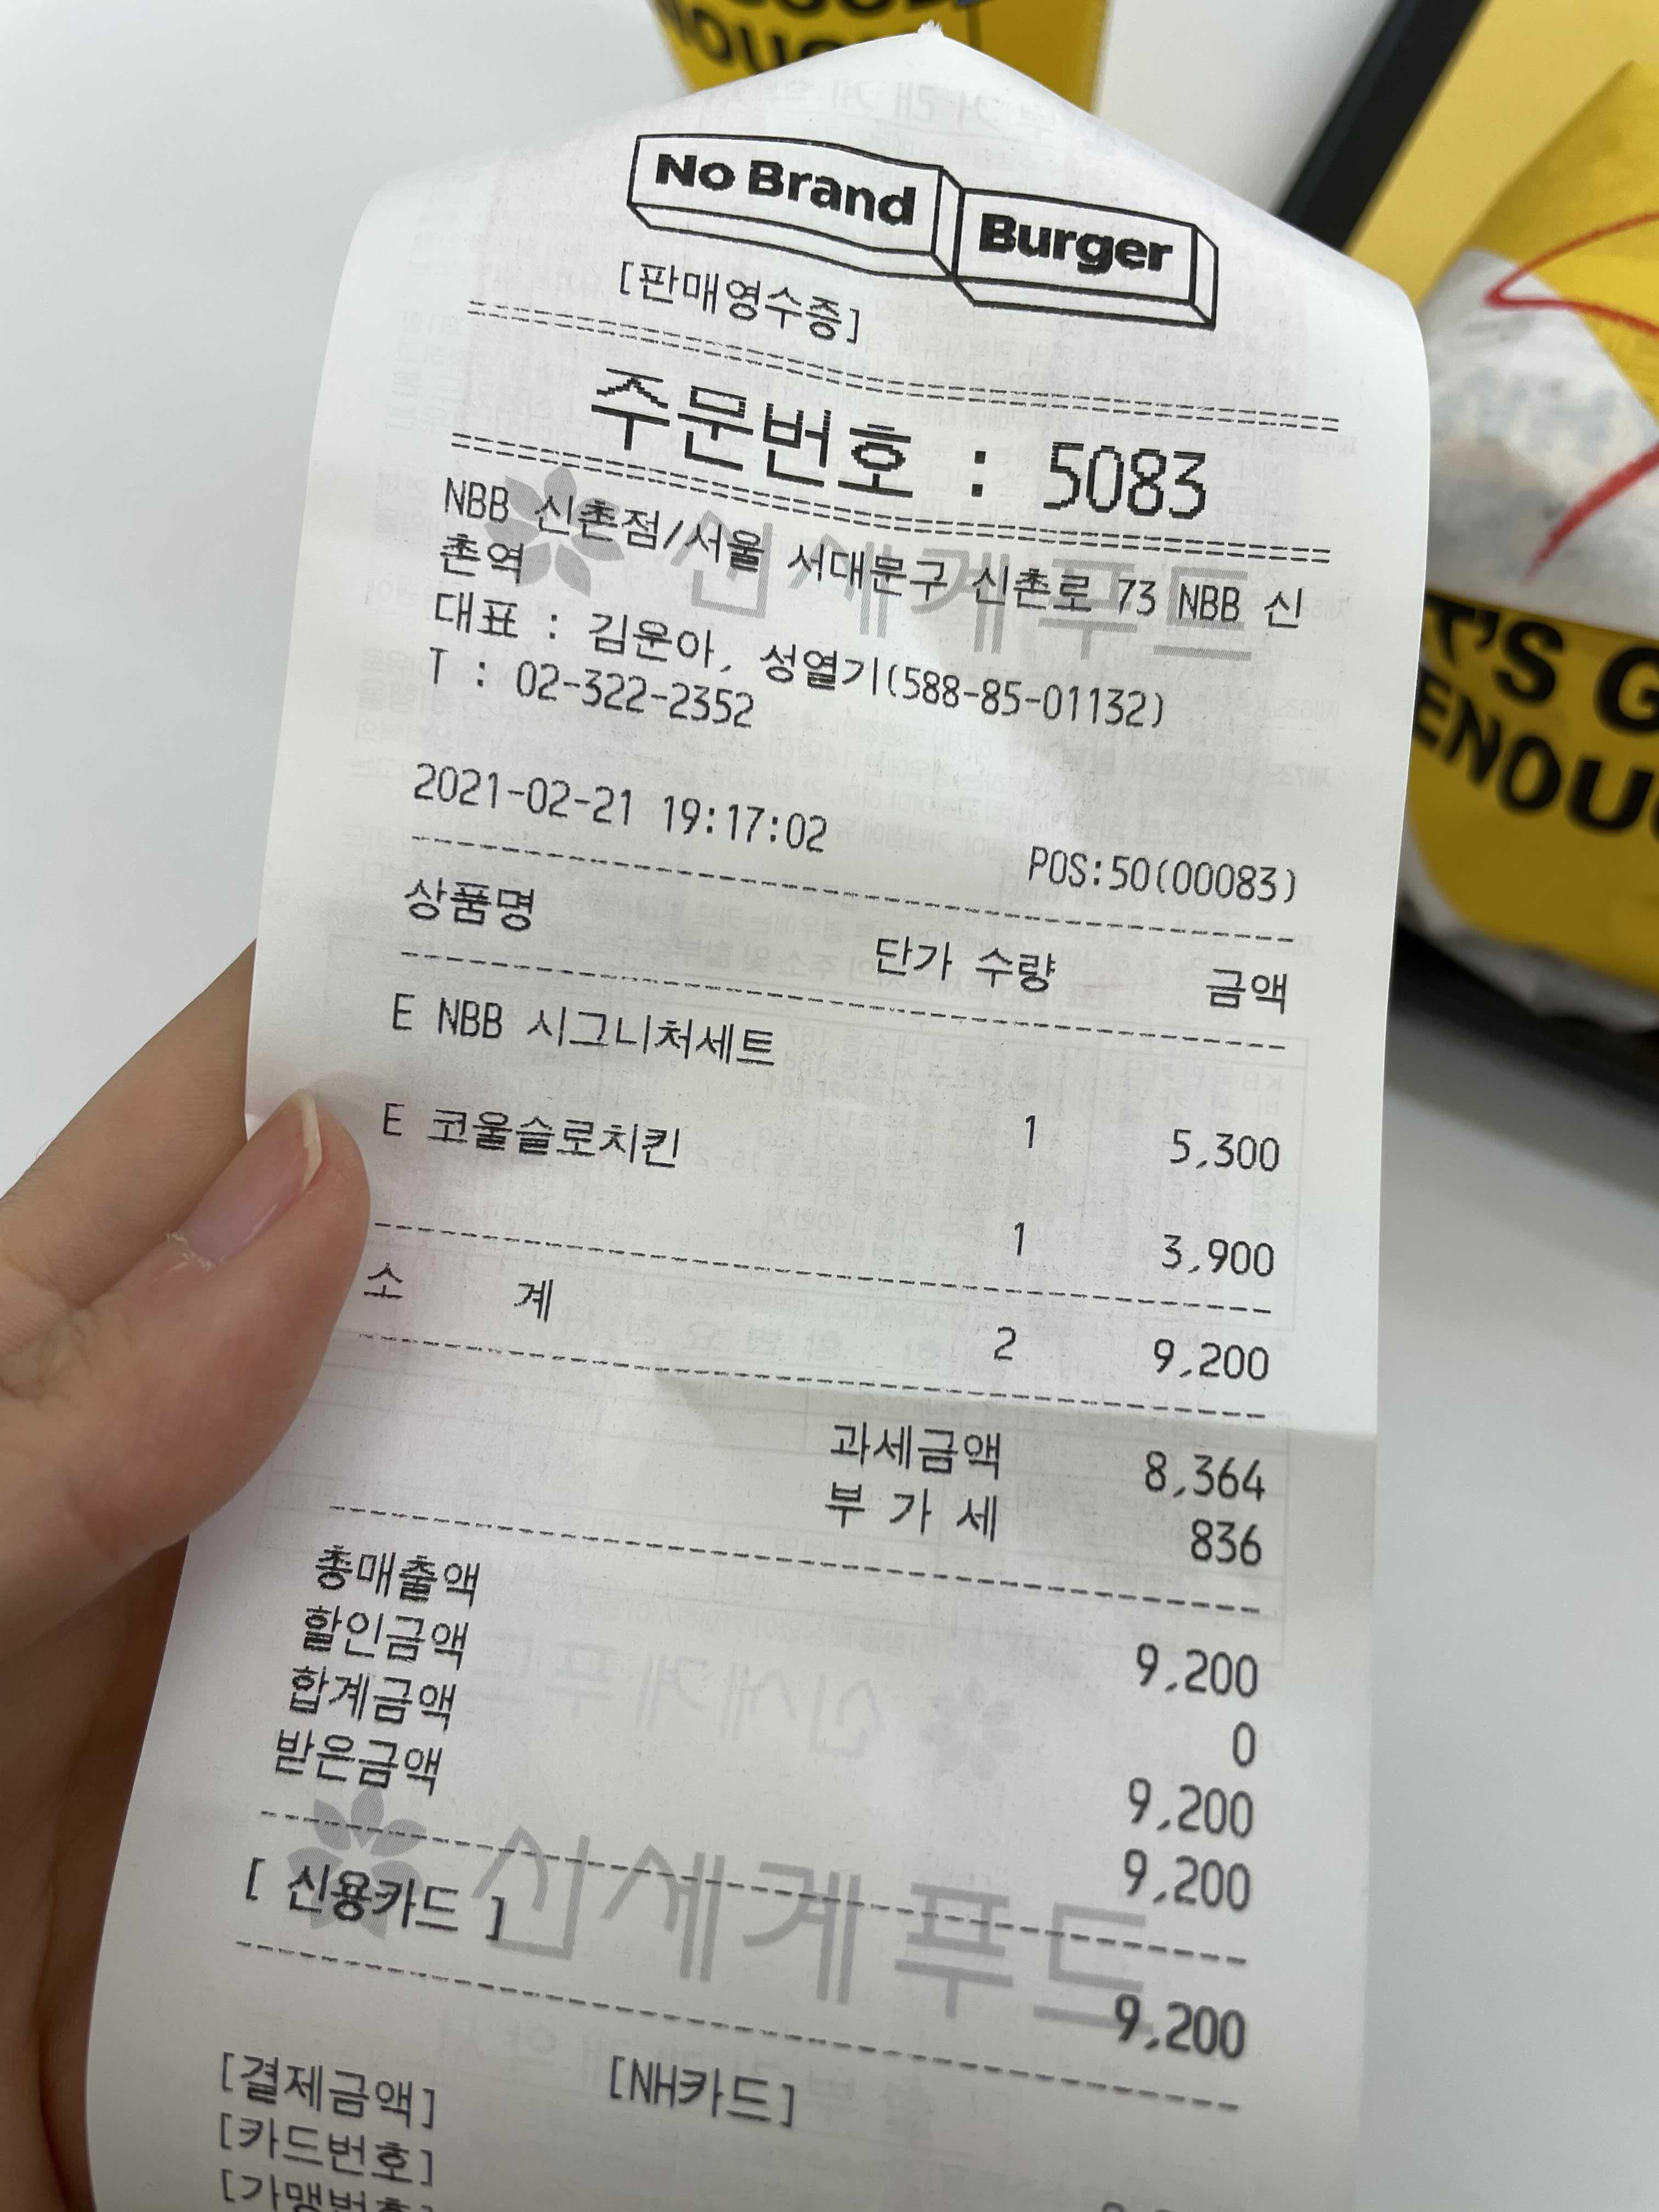 No Brand Burger
[판매영수증]
주문번호 : 5083
NBB 신촌점/서울 서대문구 신촌로 73 NBB 신
촌역
대표 : 김운아, 성열기(588-85-01132)
T : 02-322-2352
2021-02-21 19:17:02 POS:50(00083)
상품명 단가 수량 금액
E NBB 시그니처세트
1 5,300
E 코울슬로치킨
1 3,900
소 계 2 9,200
과세금액 8,364
부 가 세 836
총매출액 9,200
할인금액 0
합계금액 9,200
받은금액 9,200
신세계푸드
[ 신용카드 ] 9,200
[결제금액] [NH카드]
[카드번호]
[가맹번호]
신세계푸드
T'S G
ENOU